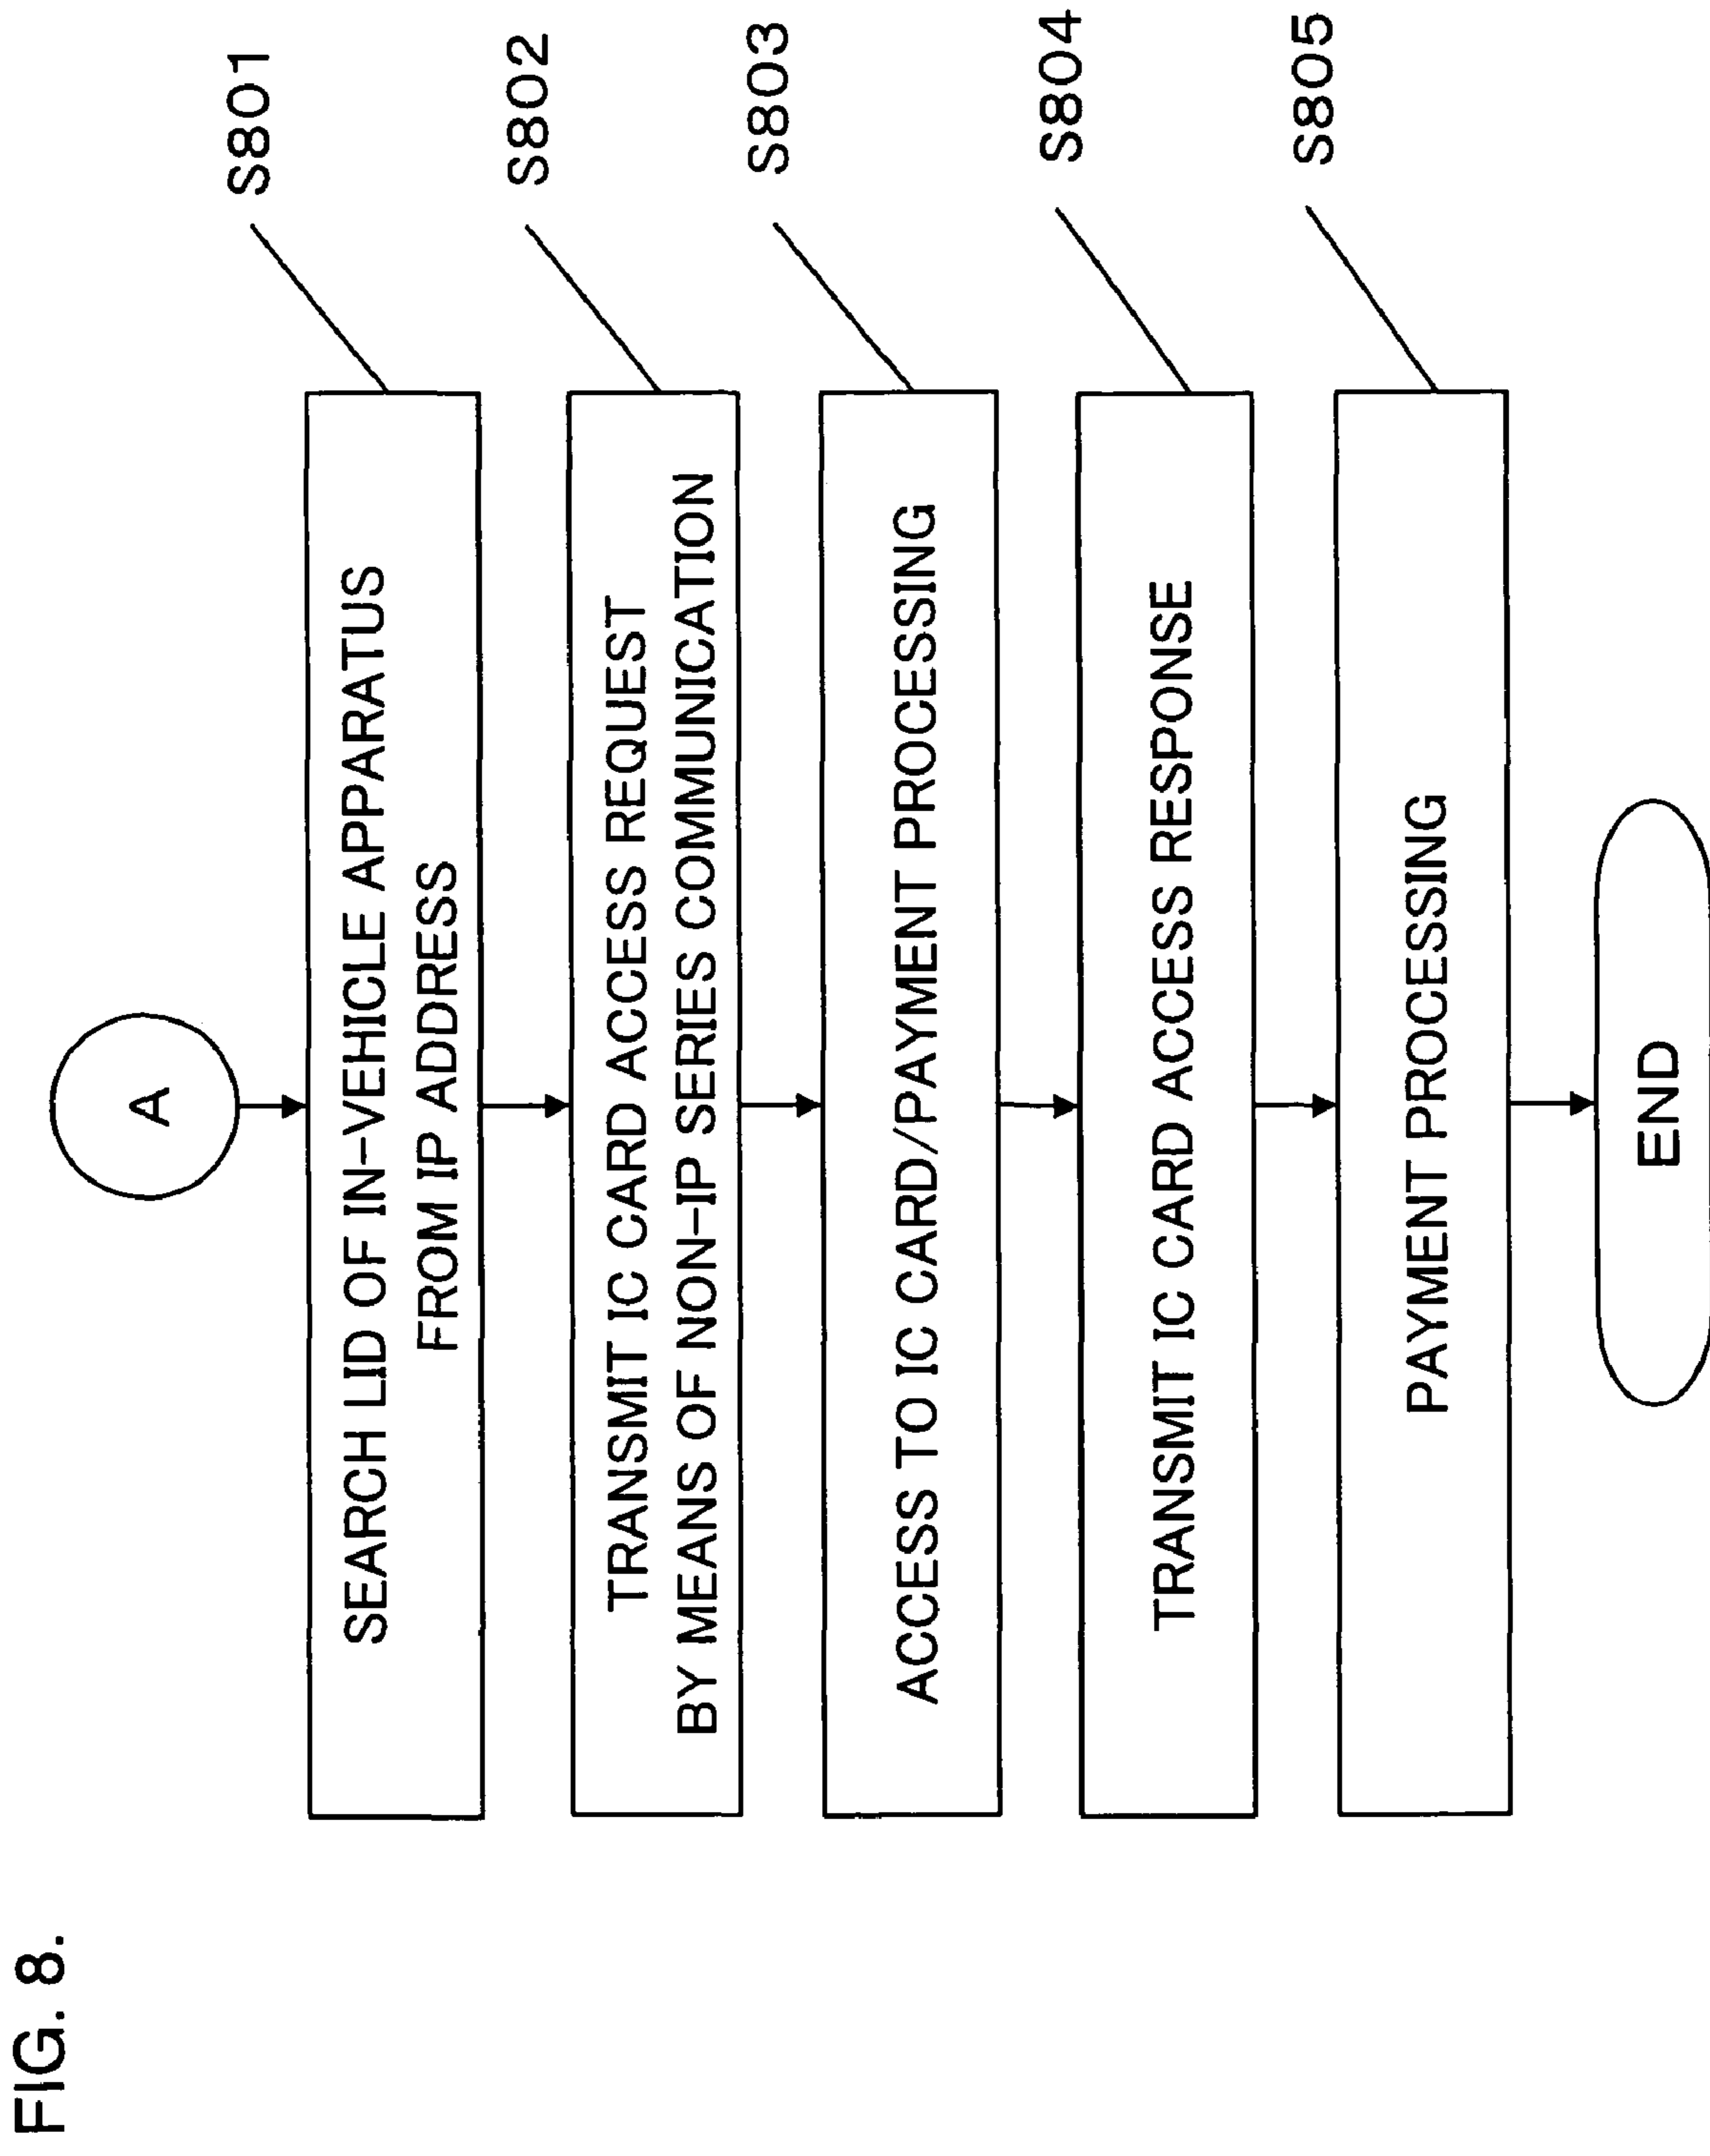 FIG. 8.
A
SEARCH LID OF IN-VEHICLE APPARATUS
FROM IP ADDRESS
S801
TRANSMIT IC CARD ACCESS REQUEST
BY MEANS OF NON-IP SERIES COMMUNICATION
S802
ACCESS TO IC CARD/PAYMENT PROCESSING
S803
TRANSMIT IC CARD ACCESS RESPONSE
S804
PAYMENT PROCESSING
S805
END